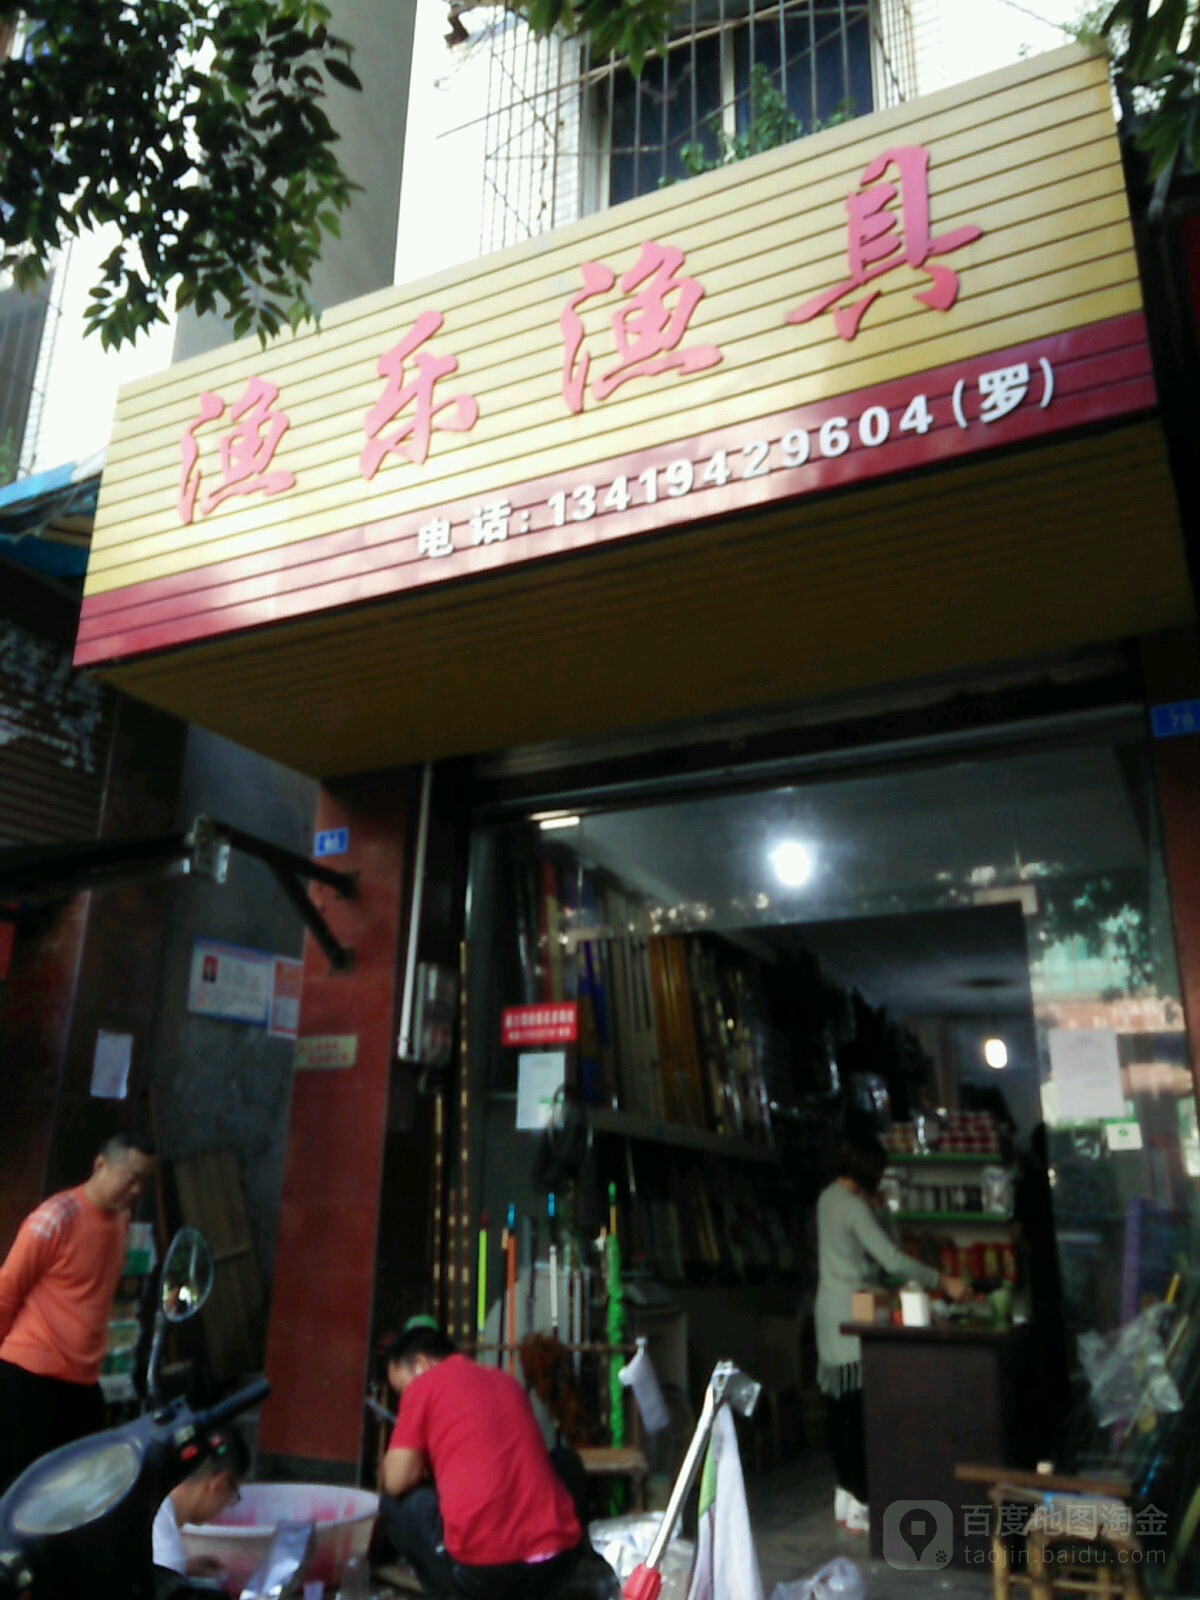 渔乐渔具
电话:13419429604(罗)
百度地图淘金
taojin.baidu.com